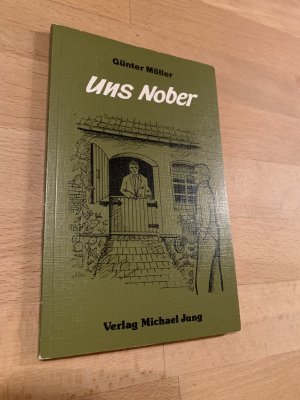 Günter Möller
Uns Nober
Verlag Michael Jung